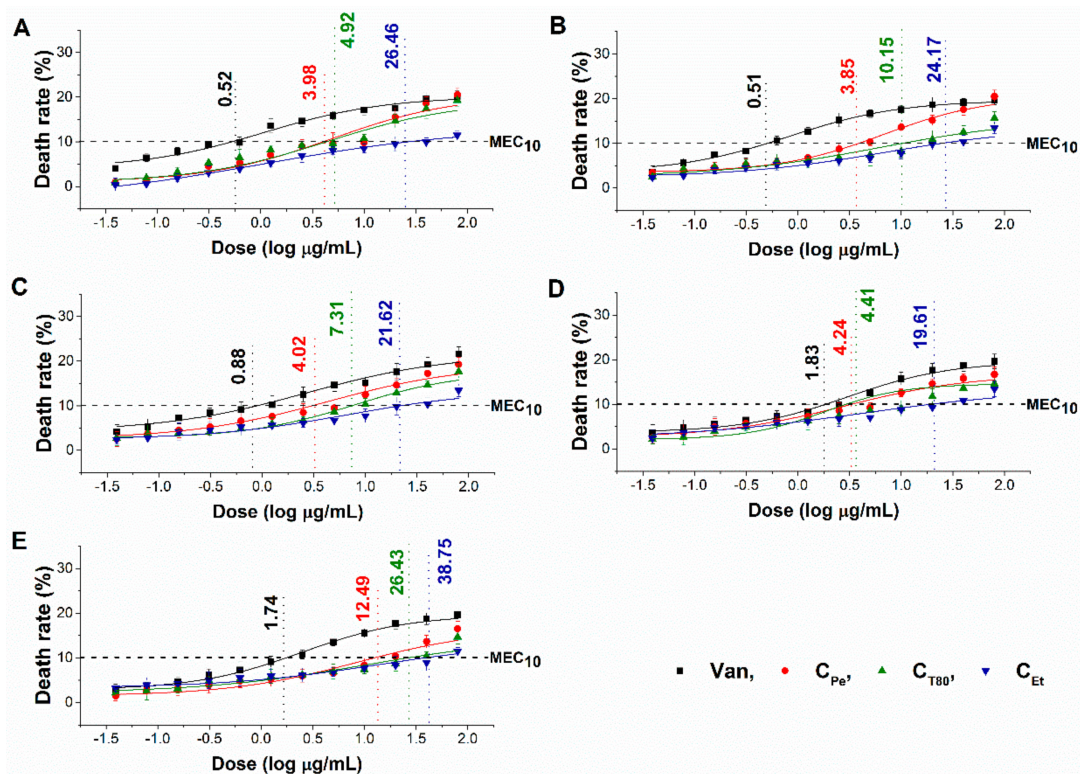 A
Death rate (%)
30
20
10
0
0.52
3.98
4.92
26.46
MEC10
-1.5 -1.0 -0.5 0.0 0.5 1.0 1.5 2.0
Dose (log µg/mL)
B
Death rate (%)
30
20
10
0
0.51
3.85
10.15
24.17
MEC10
-1.5 -1.0 -0.5 0.0 0.5 1.0 1.5 2.0
Dose (log µg/mL)
C
Death rate (%)
30
20
10
0
0.88
4.02
7.31
21.62
MEC10
-1.5 -1.0 -0.5 0.0 0.5 1.0 1.5 2.0
Dose (log µg/mL)
D
Death rate (%)
30
20
10
0
1.83
4.24
4.41
19.61
MEC10
-1.5 -1.0 -0.5 0.0 0.5 1.0 1.5 2.0
Dose (log µg/mL)
E
Death rate (%)
30
20
10
0
1.74
12.49
26.43
38.75
MEC10
-1.5 -1.0 -0.5 0.0 0.5 1.0 1.5 2.0
Dose (log µg/mL)
Van, CPe, CT80, CEt